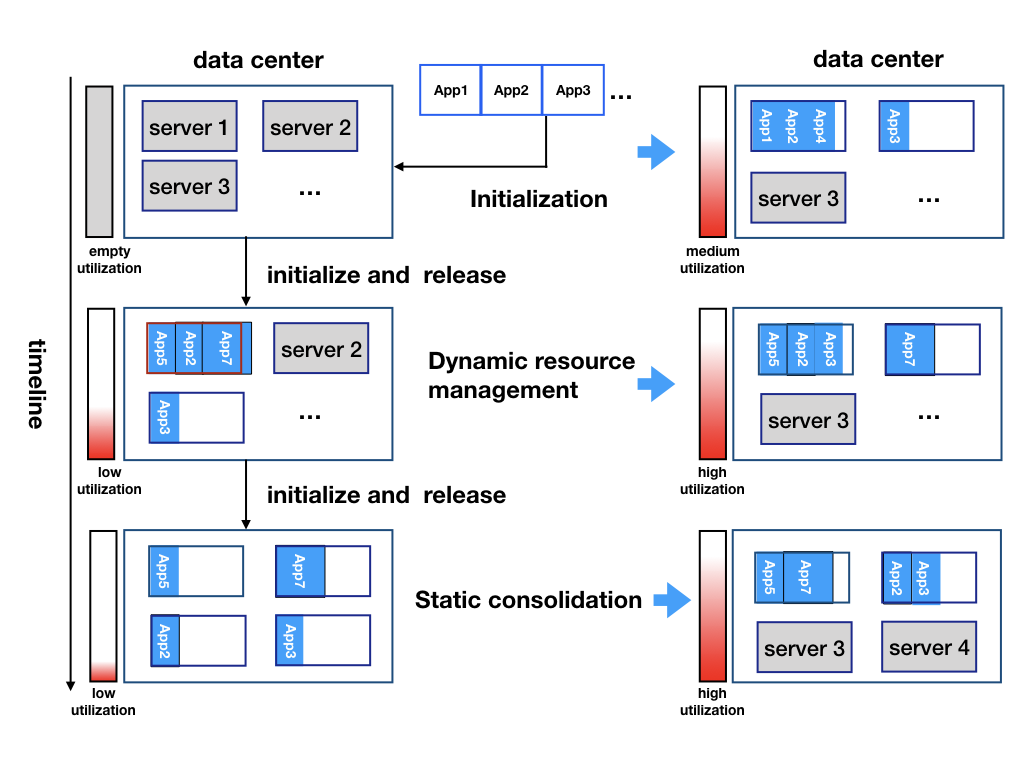 data center
data center
App1
App2
App3
...
server 1
server 2
server 3
...
App1
App2
App4
App3
server 3
...
Initialization
empty
utilization
medium
utilization
initialize and release
timeline
App5
App2
App7
server 2
App3
...
Dynamic resource
management
App5
App2
App3
App7
server 3
...
low
utilization
high
utilization
initialize and release
App5
App7
App2
App3
Static consolidation
App5
App7
App2
App3
server 3
server 4
low
utilization
high
utilization